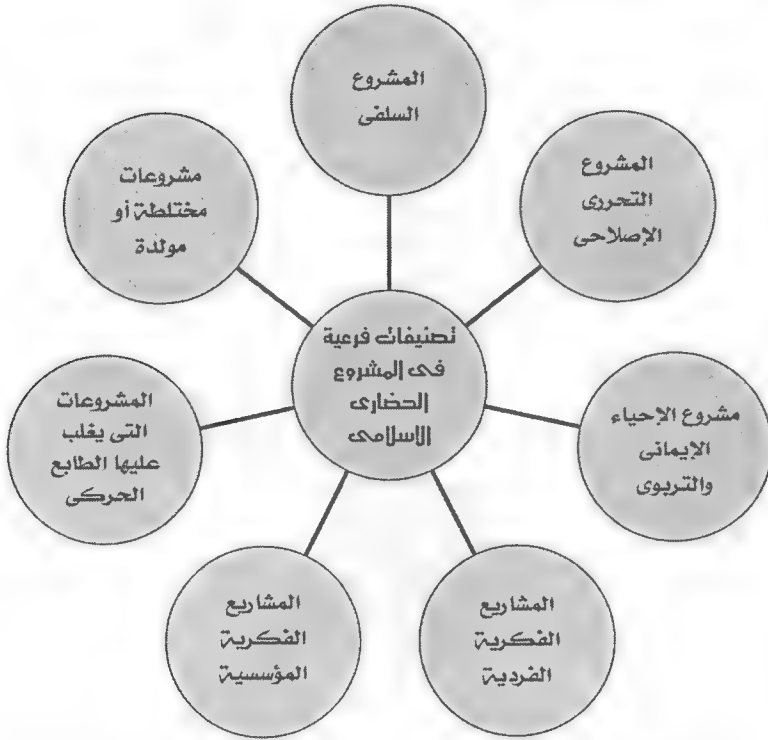 المشروع
السلفى
المشروع
التحررى
الإصلاحى
مشروع الإحياء
الإيمانى
والتربوى
المشاريع
الفكرية
الفردية
المشاريع
الفكرية
المؤسسية
المشروعات
التى يغلب
عليها الطابع
الحركى
مشروعات
مختلطة أو
مولدة
تصنيفات فرعية
فى المشروع
الحضارى
الاسلامى